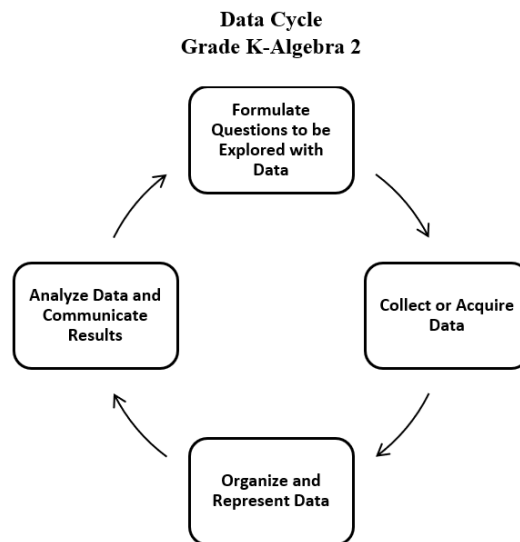 Data Cycle
Grade K-Algebra 2
Formulate
Questions to be
Explored with
Data
Collect or Acquire
Data
Organize and
Represent Data
Analyze Data and
Communicate
Results